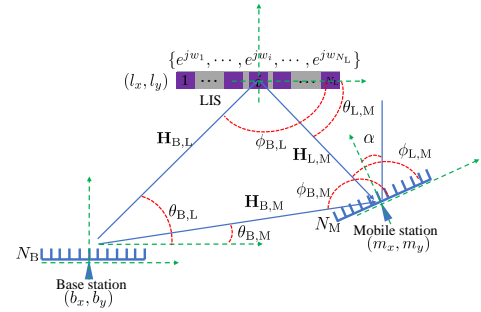 {e^{jw_1}, ⋯, e^{jw_i}, ⋯, e^{jw_{N_L}}}
(l_x, l_y) 1 ⋯ i ⋯ N_L
LIS
θ_{L,M}
H_{B,L} ϕ_{B,L} H_{L,M} α ϕ_{L,M}
θ_{B,L} H_{B,M} ϕ_{B,M}
θ_{B,M} N_M
N_B Mobile station
(m_x, m_y)
Base station
(b_x, b_y)